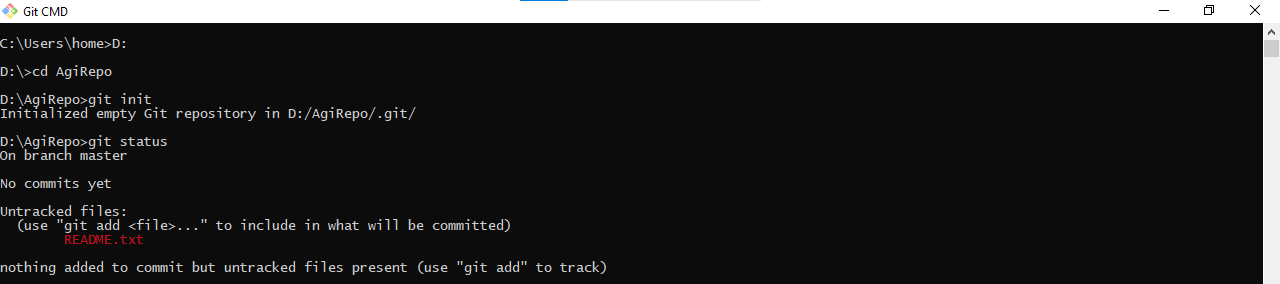 Git CMD
C:\Users\home>D:
D:\>cd AgiRepo
D:\AgiRepo>git init
Initialized empty Git repository in D:/AgiRepo/.git/
D:\AgiRepo>git status
On branch master
No commits yet
Untracked files:
  (use "git add <file>..." to include in what will be committed)
        README.txt
nothing added to commit but untracked files present (use "git add" to track)